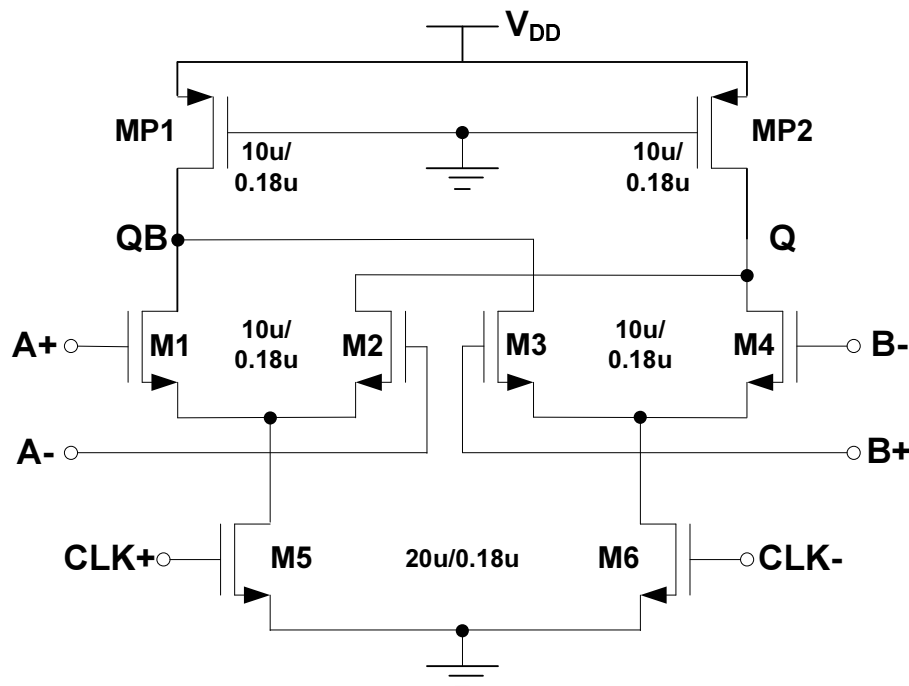 VDD
MP1
10u/
0.18u
10u/
0.18u
MP2
QB
Q
A+
M1
10u/
0.18u
M2
M3
10u/
0.18u
M4
B-
A-
B+
CLK+
M5
20u/0.18u
M6
CLK-